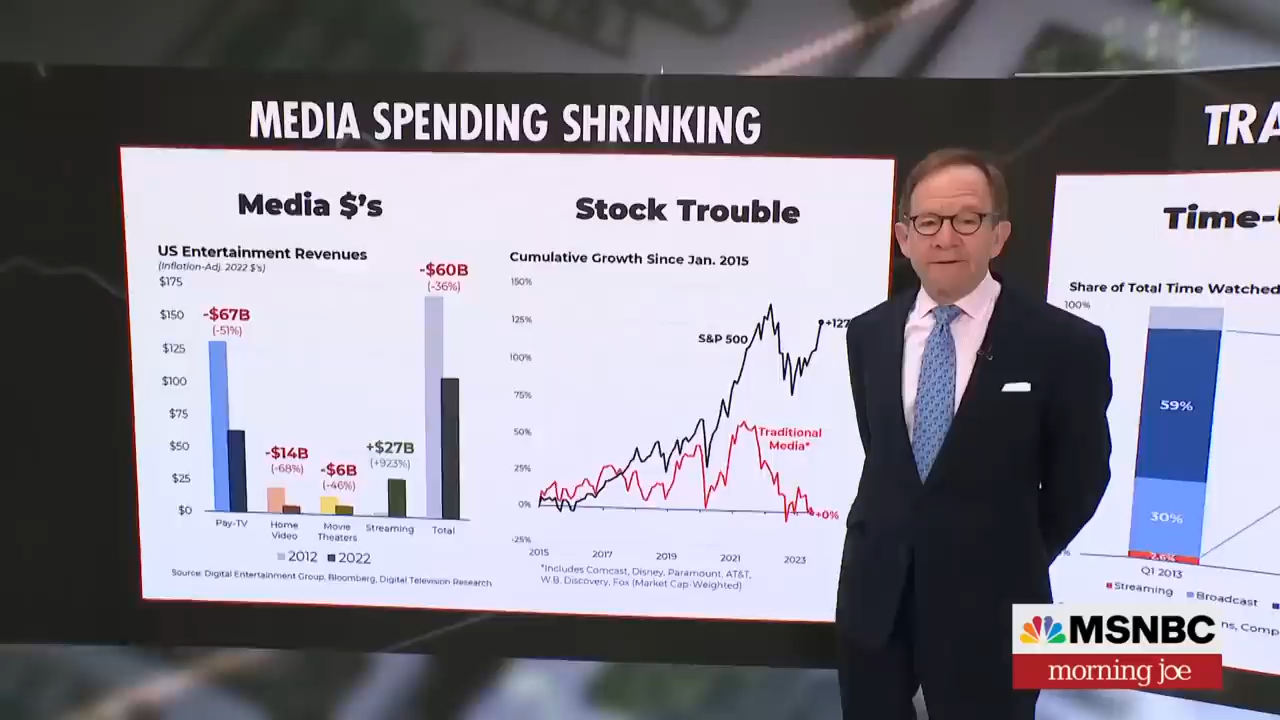 MEDIA SPENDING SHRINKING
Media $'s
US Entertainment Revenues
(Inflation-Adj. 2022 $'s)
$175
$150
$125
$100
$75
$50
$25
$0
-$67B
(-51%)
-$14B
(-68%)
-$6B
(-46%)
+$27B
(+923%)
-$60B
(-36%)
Pay-TV
Home
Video
Movie
Theaters
Streaming
Total
2012
2022
Source: Digital Entertainment Group, Bloomberg, Digital Television Research
Stock Trouble
Cumulative Growth Since Jan. 2015
150%
125%
100%
75%
50%
25%
0%
-25%
S&P 500
+127
Traditional
Media*
+0%
2015
2017
2019
2021
2023
*Includes Comcast, Disney, Paramount, AT&T,
W.B. Discovery, Fox (Market Cap-Weighted)
TRA
Time-
Share of Total Time Watched
100%
59%
30%
2.6%
%
Q1 2013
Streaming
Broadcast
ns, Comp
MSNBC
morning joe